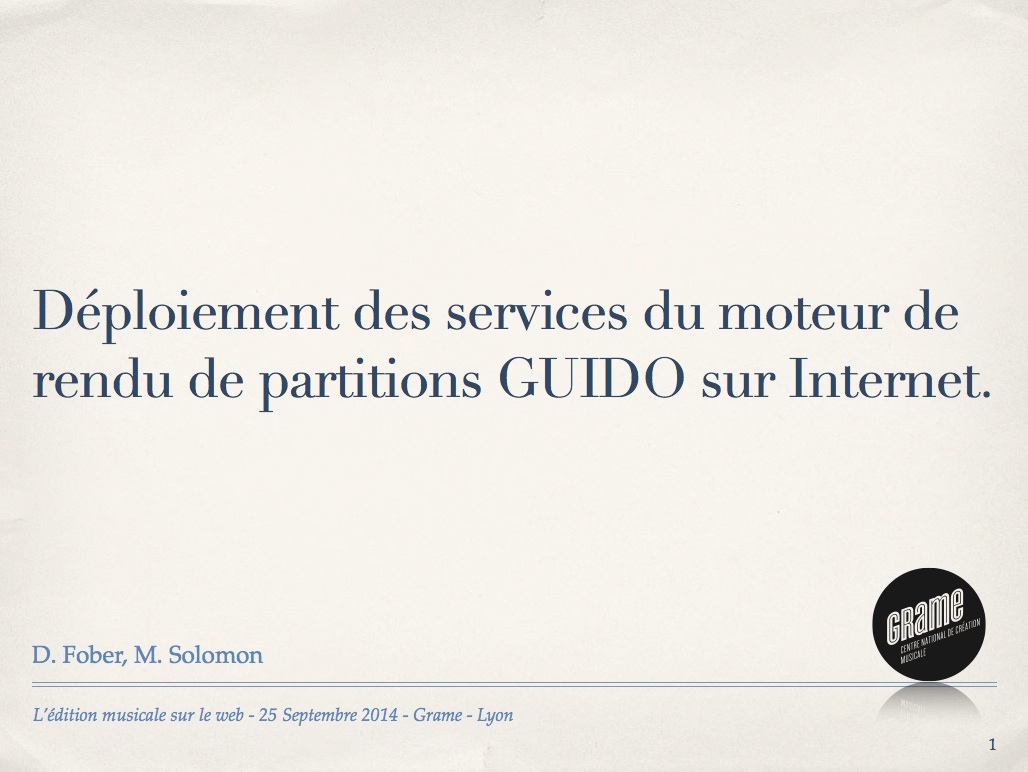 Déploiement des services du moteur de
rendu de partitions GUIDO sur Internet.
GRAME
CENTRE NATIONAL DE CRÉATION
MUSICALE
D. Fober, M. Solomon
L'édition musicale sur le web - 25 Septembre 2014 - Grame - Lyon
1